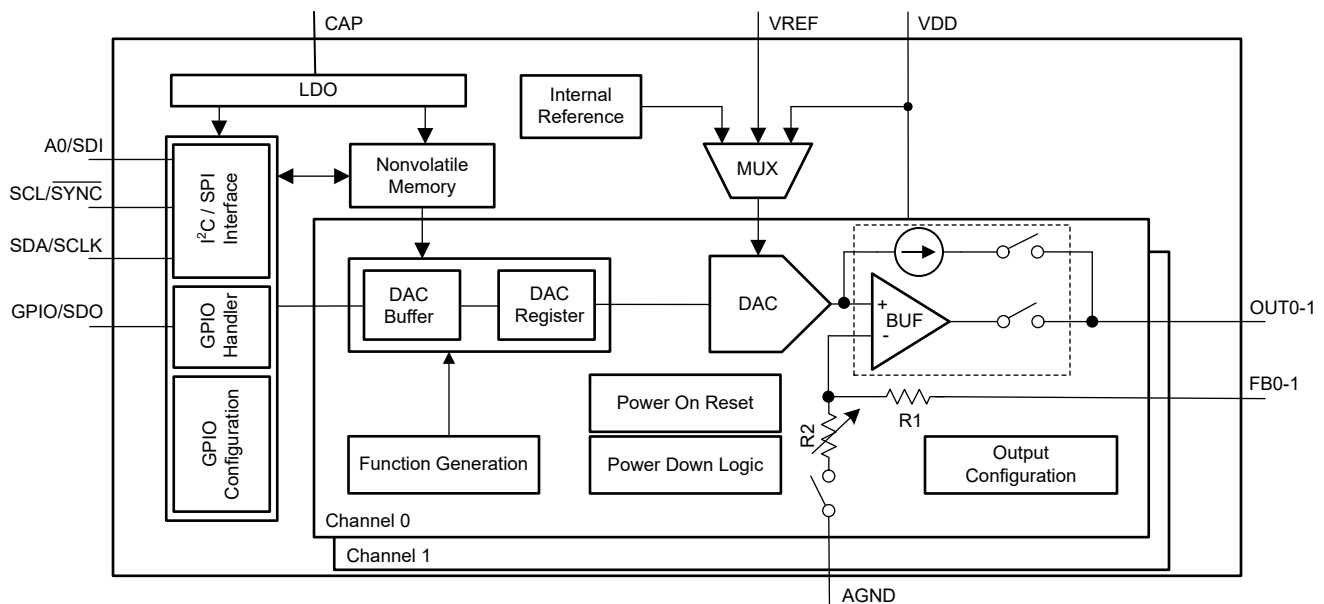 CAP
VREF
VDD
LDO
Internal
Reference
A0/SDI
SCL/SYNC
SDA/SCLK
GPIO/SDO
I²C / SPI
Interface
GPIO
Handler
GPIO
Configuration
Nonvolatile
Memory
MUX
DAC
Buffer
DAC
Register
DAC
+
BUF
-
OUT0-1
FB0-1
R1
R2
Function Generation
Power On Reset
Power Down Logic
Output
Configuration
Channel 0
Channel 1
AGND